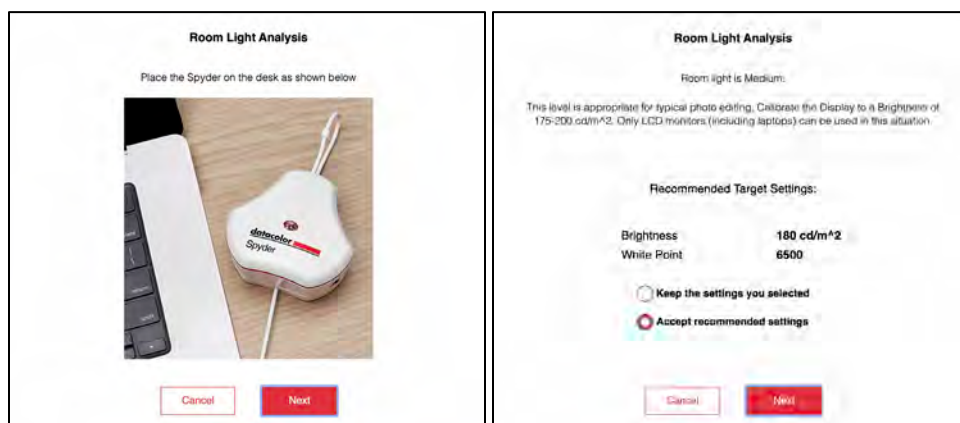 Room Light Analysis
Place the Spyder on the desk as shown below
datacolor
Spyder
Cancel
Next
Room Light Analysis
Room light is Medium.
This level is appropriate for typical photo editing. Calibrate the Display to a Brightness of
175-200 cd/m^2. Only LCD monitors (including laptops) can be used in this situation.
Recommended Target Settings:
Brightness 180 cd/m^2
White Point 6500
Keep the settings you selected
Accept recommended settings
Cancel
Next